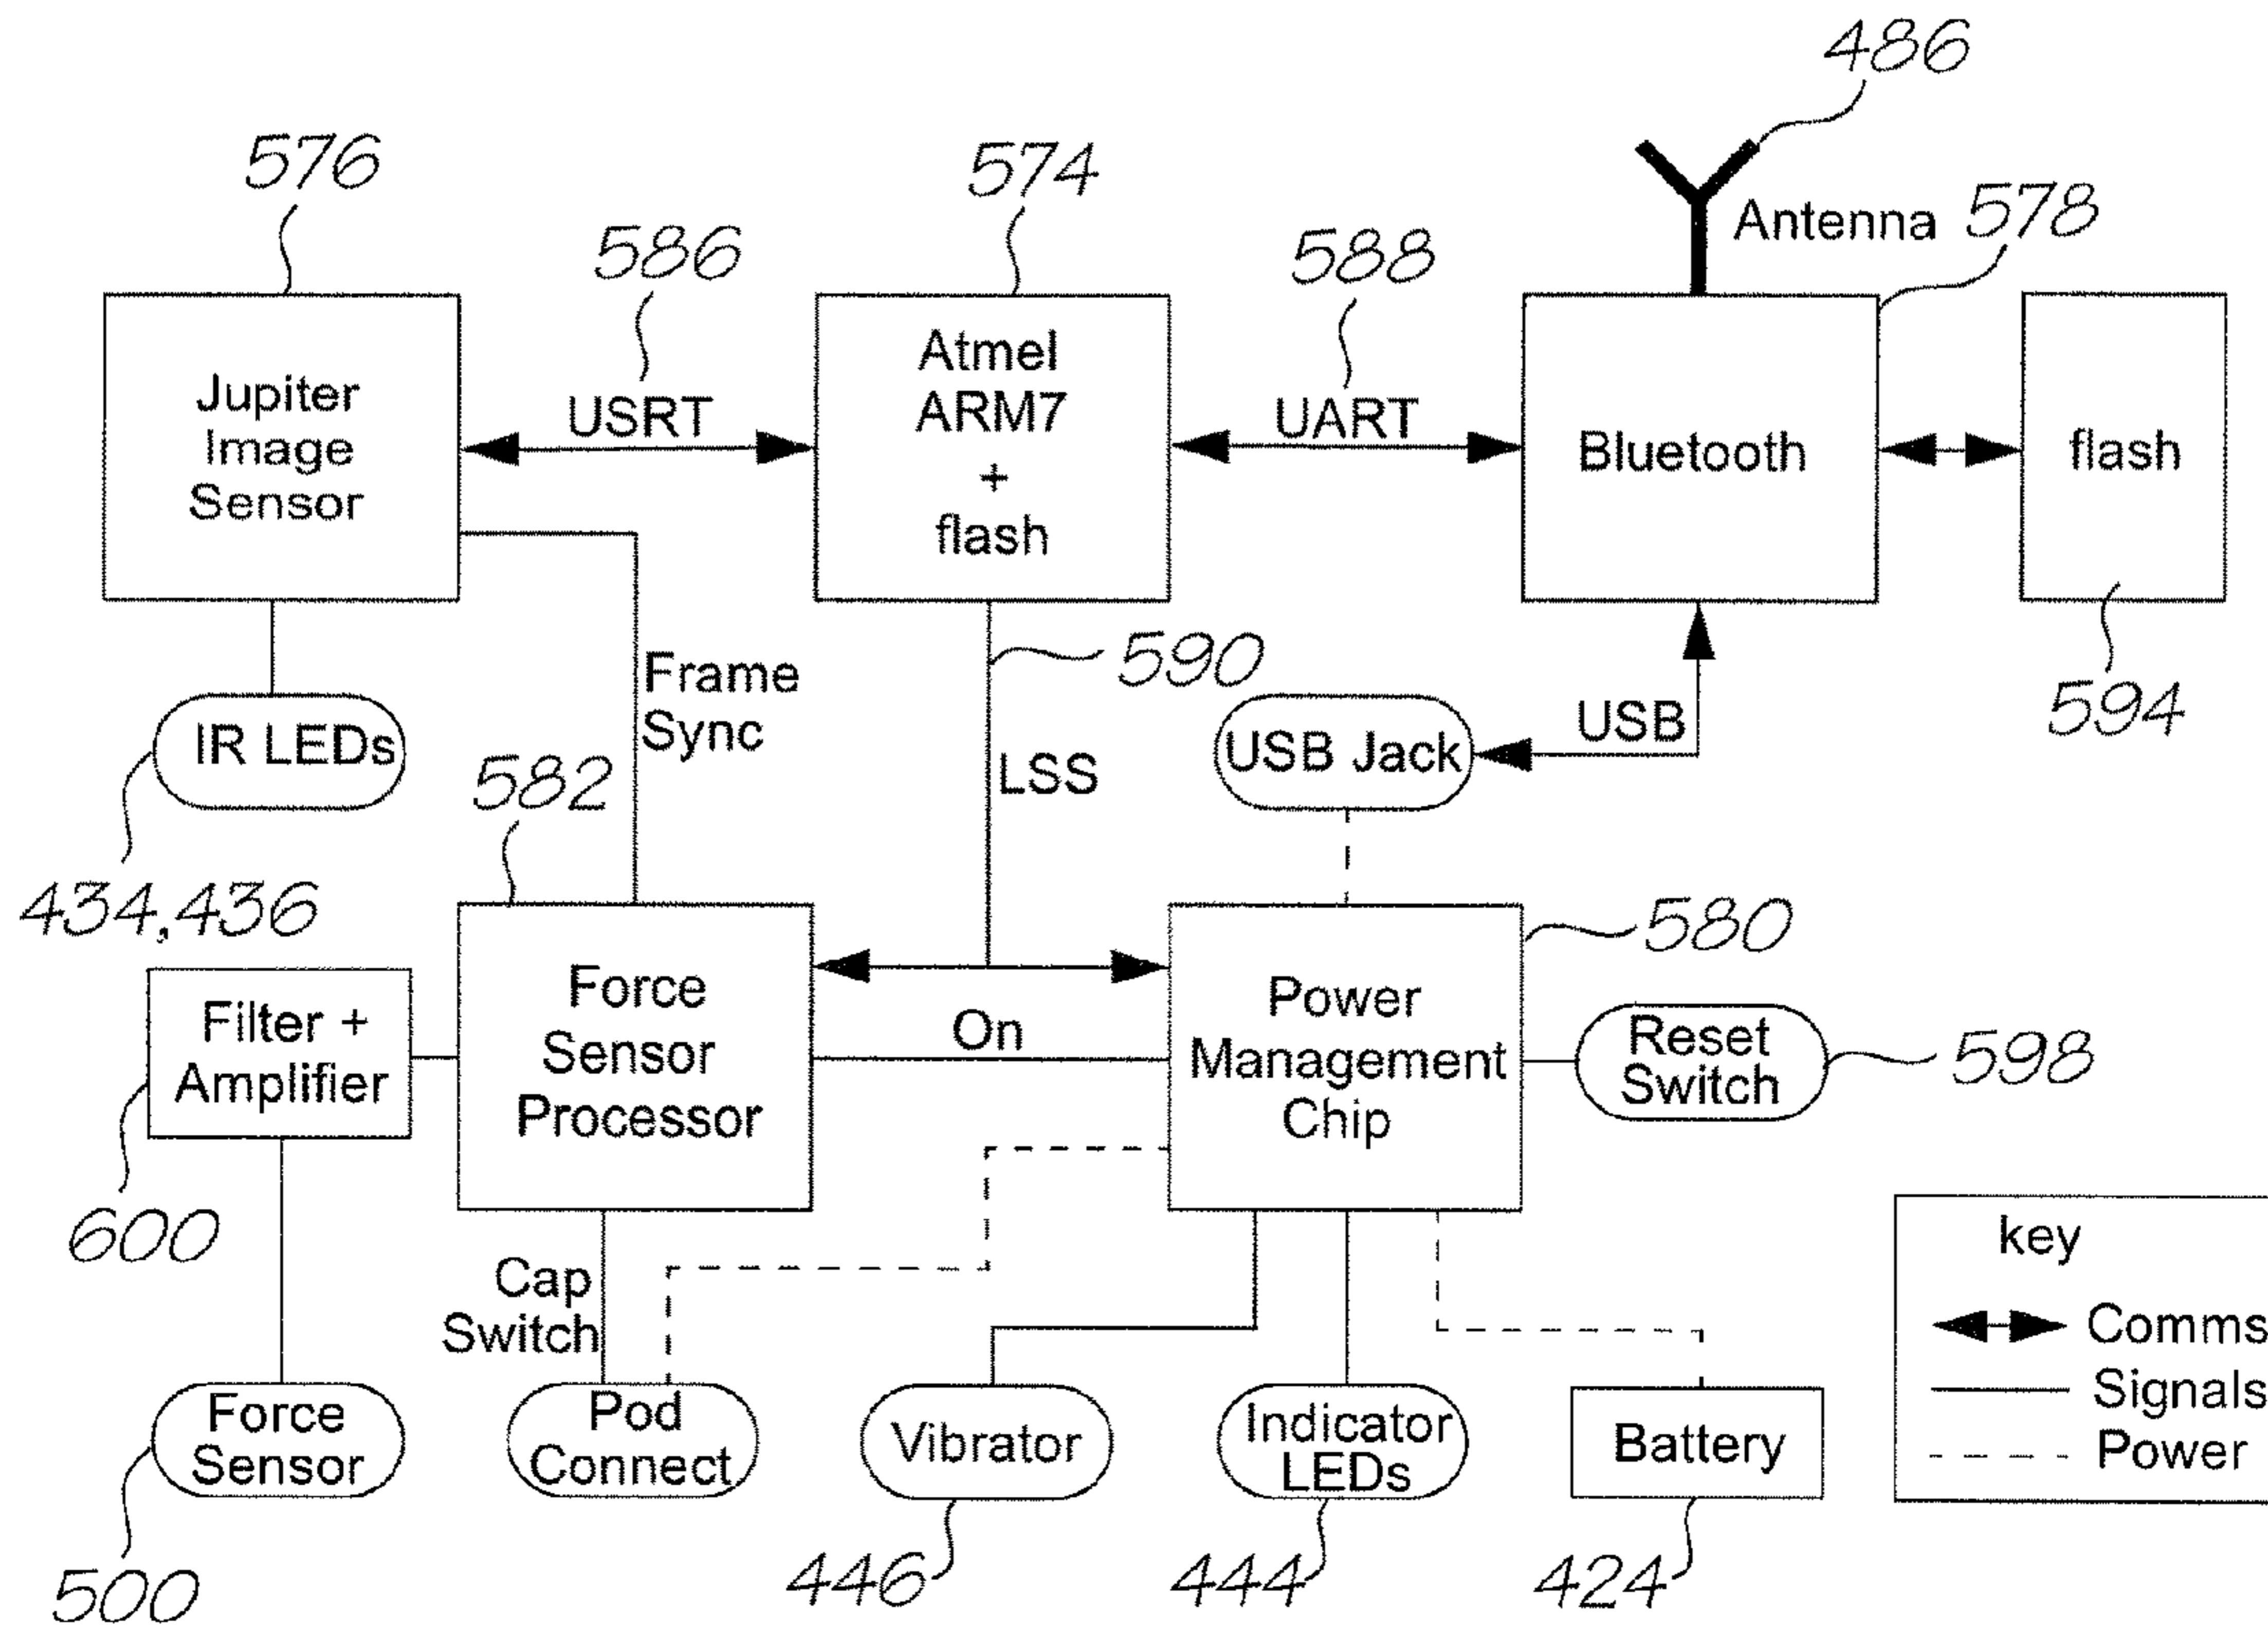 486
576
574
586
588
Antenna
578
Jupiter
Image
Sensor
USRT
Atmel
ARM7
+
flash
UART
Bluetooth
flash
590
594
Frame
Sync
IR LEDs
LSS
USB Jack
USB
582
434,436
580
Filter +
Amplifier
Force
Sensor
Processor
On
Power
Management
Chip
Reset
Switch
598
600
Cap
Switch
key
Comms
Signals
Power
Force
Sensor
Pod
Connect
Vibrator
Indicator
LEDs
Battery
500
446
444
424